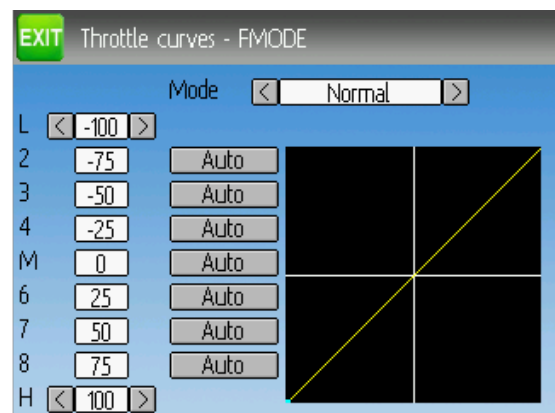 EXIT Throttle curves - FMODE
Mode < Normal >
L < -100 >
2 -75 Auto
3 -50 Auto
4 -25 Auto
M 0 Auto
6 25 Auto
7 50 Auto
8 75 Auto
H < 100 >